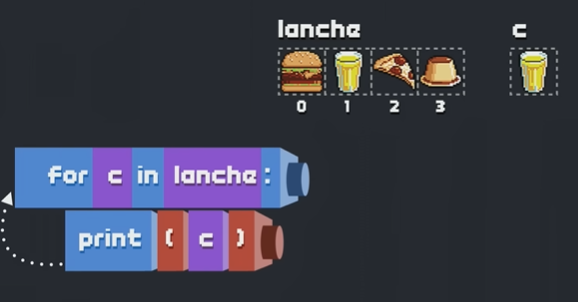 lanche c
0 1 2 3
for c in lanche :
print ( c )